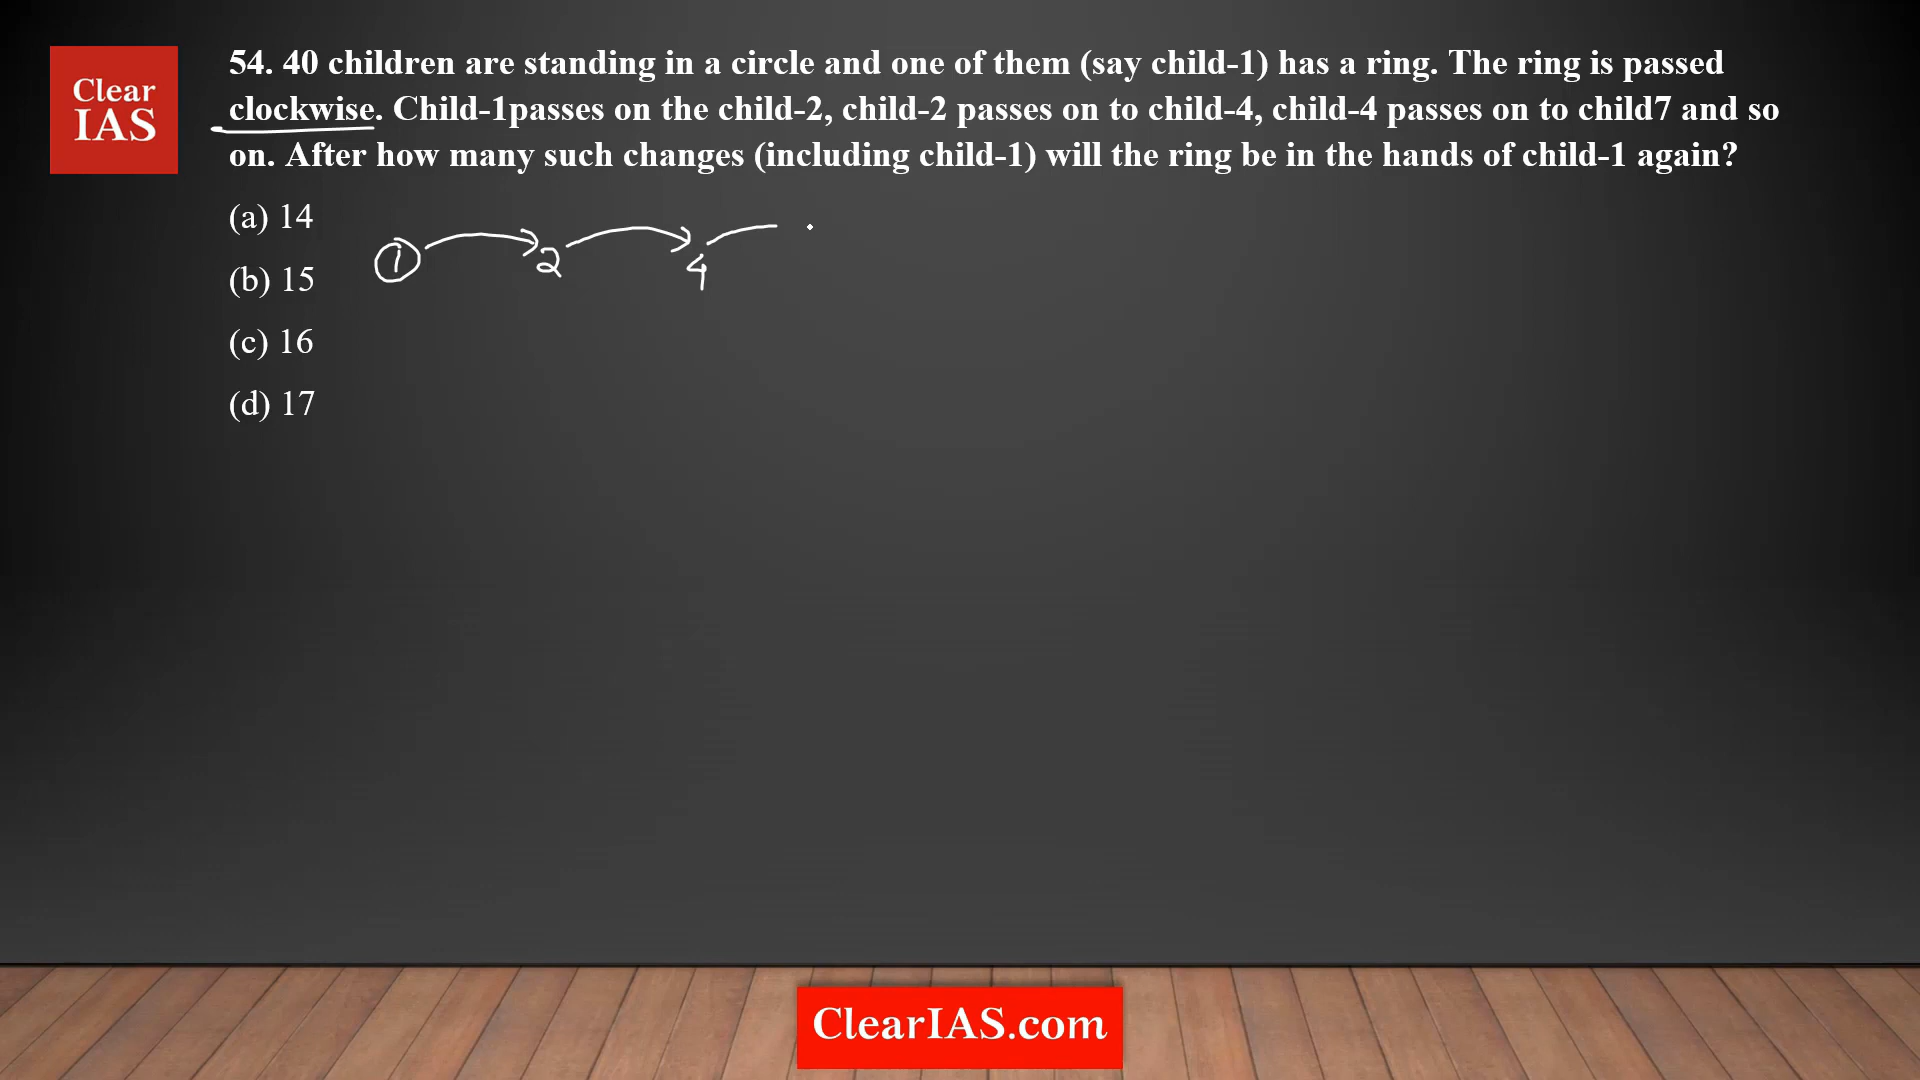 Clear
IAS
54. 40 children are standing in a circle and one of them (say child-1) has a ring. The ring is passed
clockwise. Child-1passes on the child-2, child-2 passes on to child-4, child-4 passes on to child7 and so
on. After how many such changes (including child-1) will the ring be in the hands of child-1 again?
(a) 14
(b) 15
(c) 16
(d) 17
1 2 4
ClearIAS.com